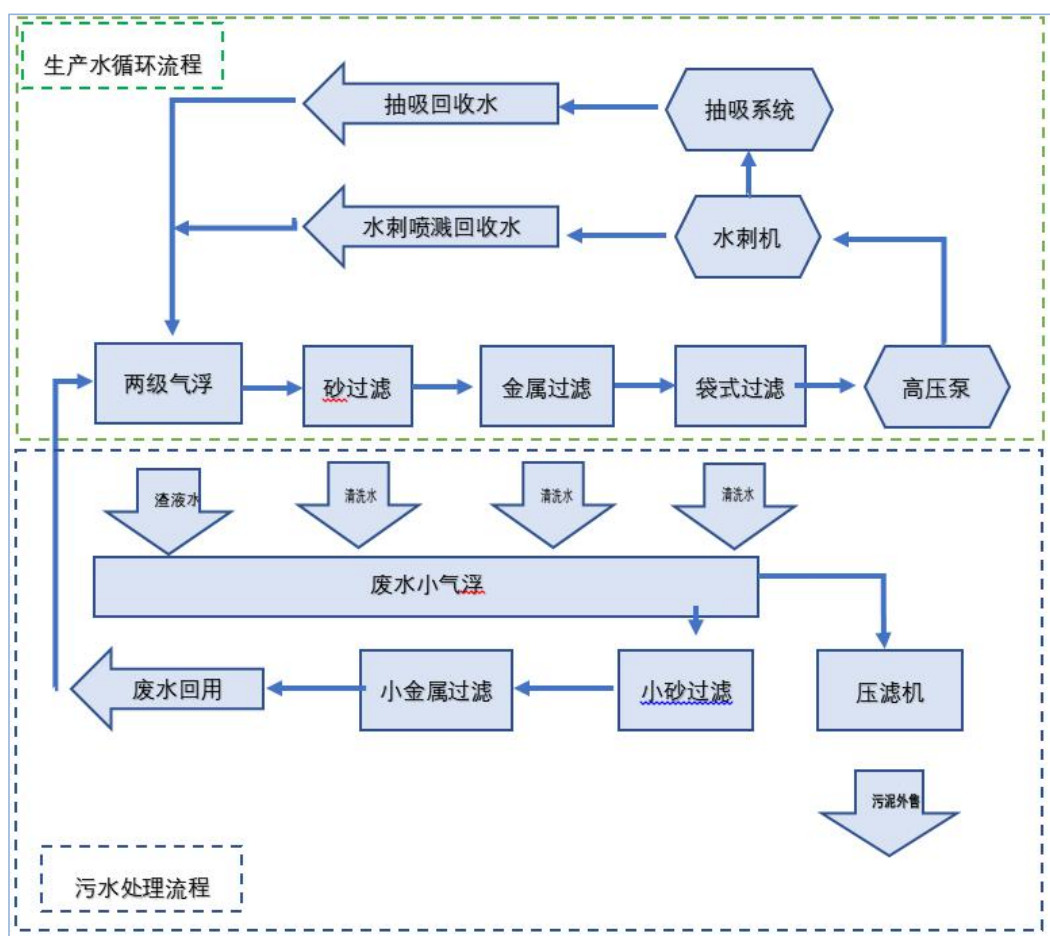 生产水循环流程
抽吸回收水
抽吸系统
水刺喷溅回收水
水刺机
两级气浮
砂过滤
金属过滤
袋式过滤
高压泵
渣液水
清洗水
清洗水
清洗水
废水小气浮
废水回用
小金属过滤
小砂过滤
压滤机
污泥外售
污水处理流程